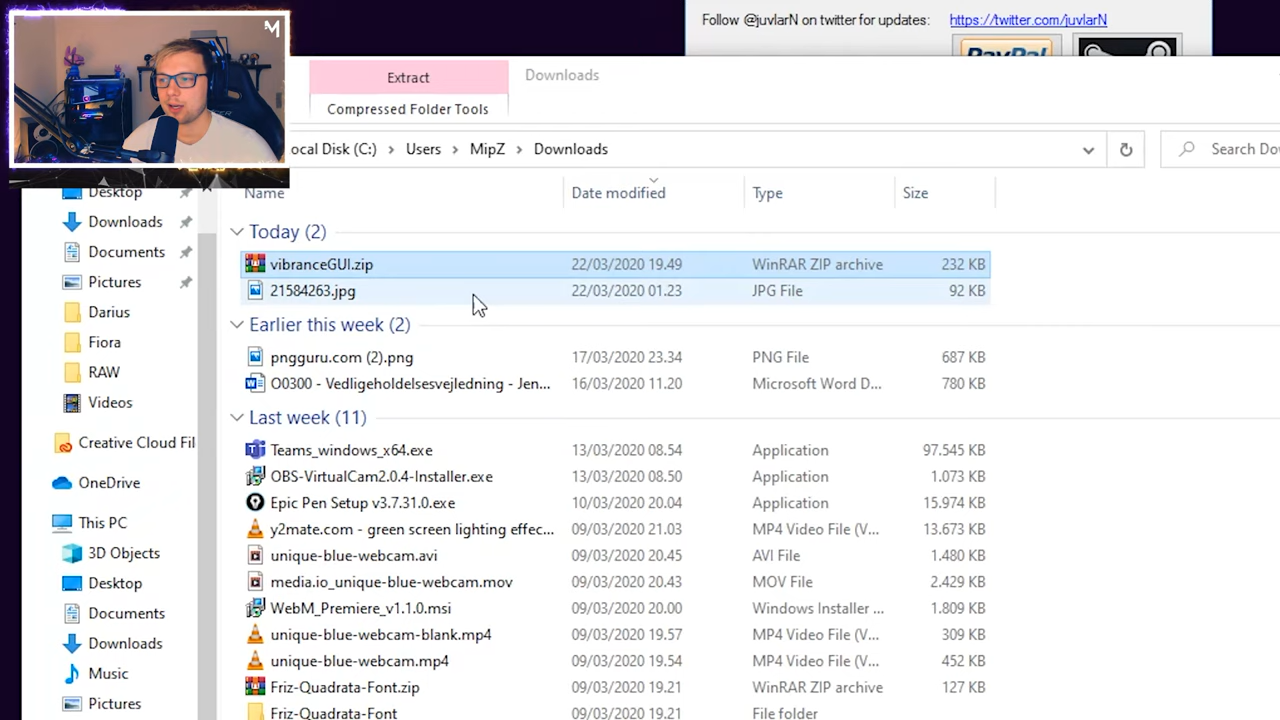 Follow @juvlarN on twitter for updates: https://twitter.com/juvlarN
PayPal
Extract Downloads
Compressed Folder Tools
ocal Disk (C:) > Users > MipZ > Downloads
Search Dow
Desktop
Downloads
Documents
Pictures
Darius
Fiora
RAW
Videos
Creative Cloud Fil
OneDrive
This PC
3D Objects
Desktop
Documents
Downloads
Music
Pictures
Name Date modified Type Size
Today (2)
vibranceGUI.zip 22/03/2020 19.49 WinRAR ZIP archive 232 KB
21584263.jpg 22/03/2020 01.23 JPG File 92 KB
Earlier this week (2)
pngguru.com (2).png 17/03/2020 23.34 PNG File 687 KB
O0300 - Vedligeholdelsesvejledning - Jen... 16/03/2020 11.20 Microsoft Word D... 780 KB
Last week (11)
Teams_windows_x64.exe 13/03/2020 08.54 Application 97.545 KB
OBS-VirtualCam2.0.4-Installer.exe 13/03/2020 08.50 Application 1.073 KB
Epic Pen Setup v3.7.31.0.exe 10/03/2020 20.04 Application 15.974 KB
y2mate.com - green screen lighting effec... 09/03/2020 21.03 MP4 Video File (V... 13.673 KB
unique-blue-webcam.avi 09/03/2020 20.45 AVI File 1.480 KB
media.io_unique-blue-webcam.mov 09/03/2020 20.43 MOV File 2.429 KB
WebM_Premiere_v1.1.0.msi 09/03/2020 20.00 Windows Installer ... 1.809 KB
unique-blue-webcam-blank.mp4 09/03/2020 19.57 MP4 Video File (V... 309 KB
unique-blue-webcam.mp4 09/03/2020 19.54 MP4 Video File (V... 452 KB
Friz-Quadrata-Font.zip 09/03/2020 19.21 WinRAR ZIP archive 127 KB
Friz-Quadrata-Font 09/03/2020 19.21 File folder